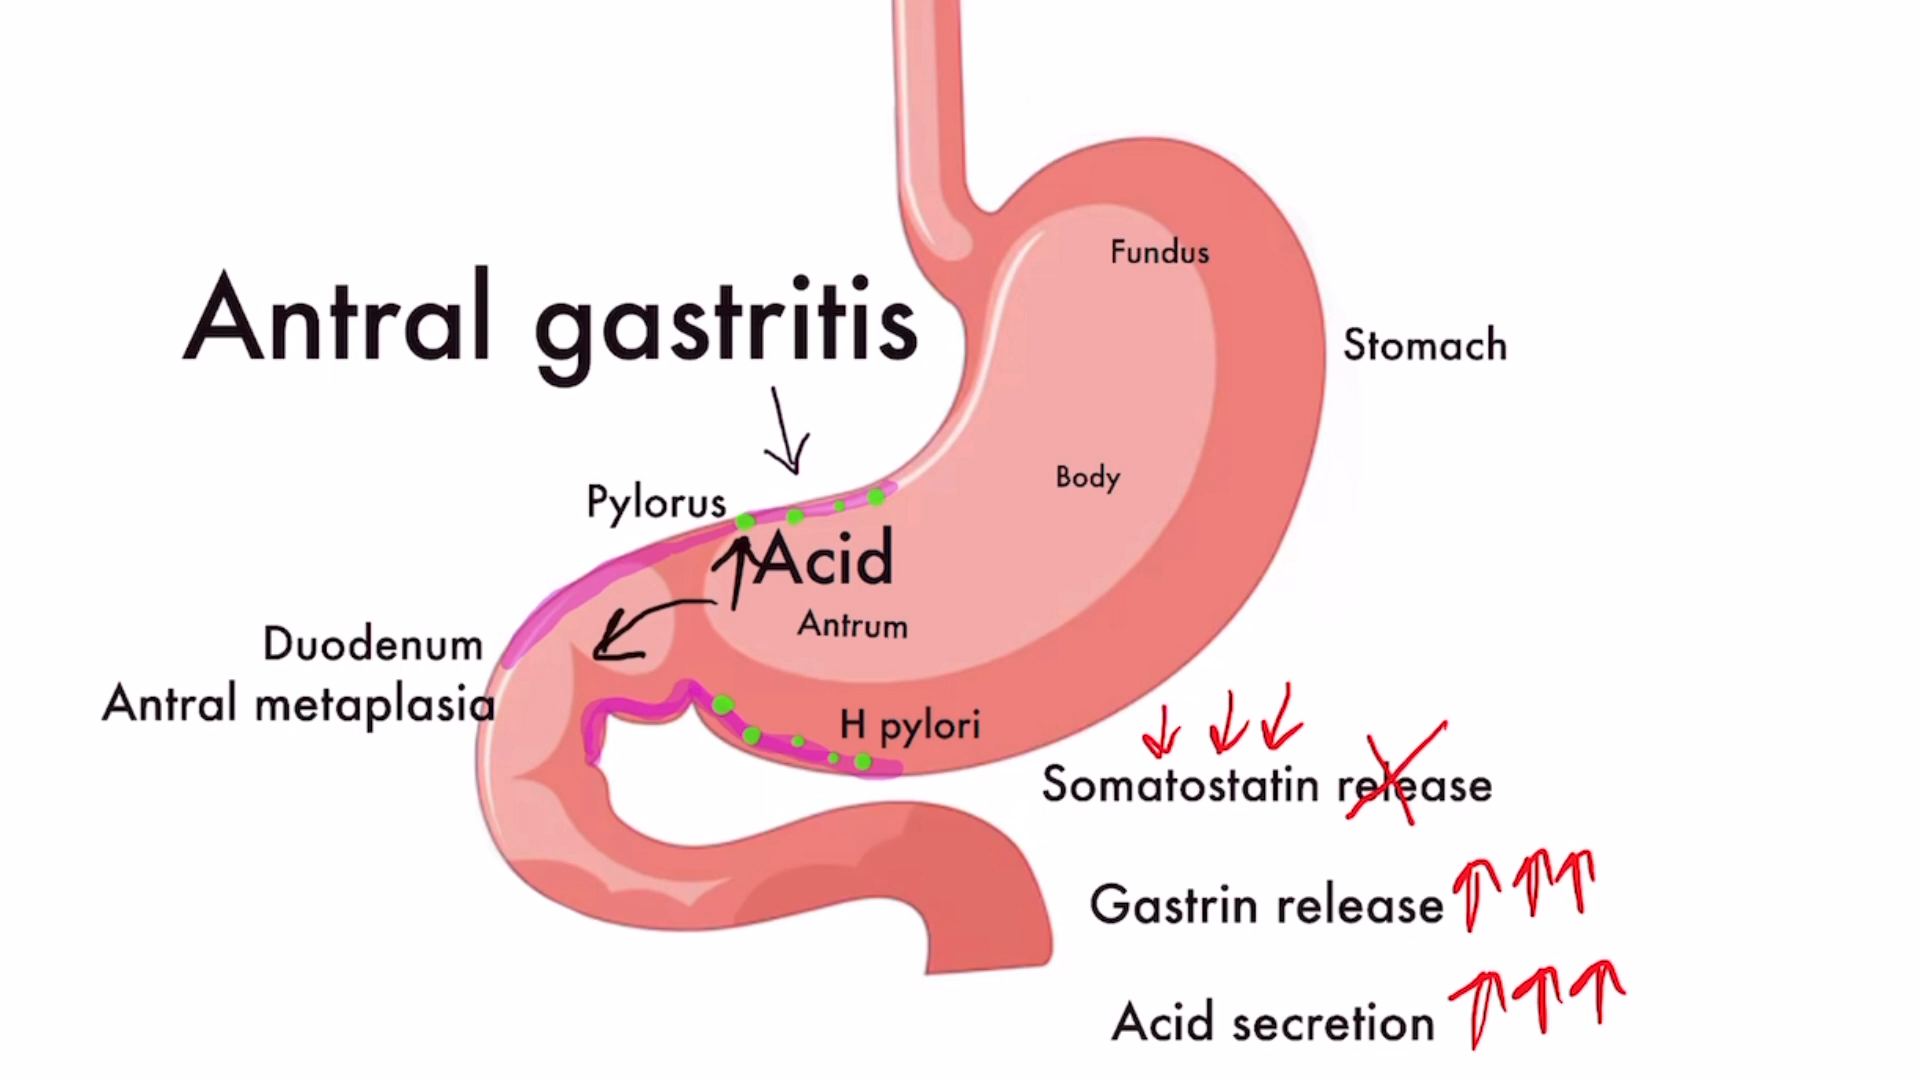 Fundus
Antral gastritis
Stomach
Body
Pylorus
Acid
Antrum
Duodenum
Antral metaplasia
H pylori
Somatostatin release
Gastrin release
Acid secretion